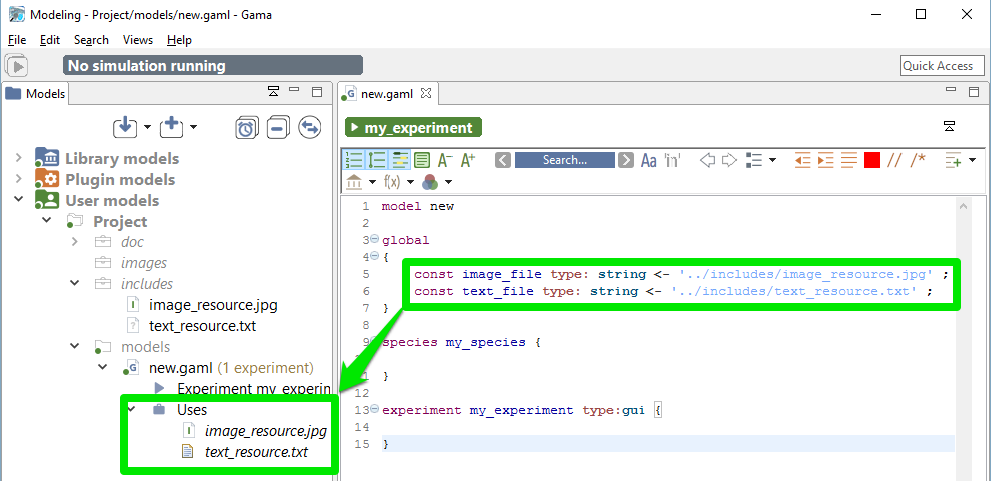 Modeling - Project/models/new.gaml - Gama
File Edit Search Views Help
No simulation running
Quick Access
Models
new.gaml
my_experiment
A- A+ Search... Aa 'n' // /*
f(x)
Library models
Plugin models
User models
Project
doc
images
includes
image_resource.jpg
text_resource.txt
models
new.gaml (1 experiment)
Experiment my_experin
Uses
image_resource.jpg
text_resource.txt
1 model new
2
3 global
4 {
5 const image_file type: string <- '../includes/image_resource.jpg' ;
6 const text_file type: string <- '../includes/text_resource.txt' ;
7 }
8
9 species my_species {
}
12
13 experiment my_experiment type:gui {
14
15 }